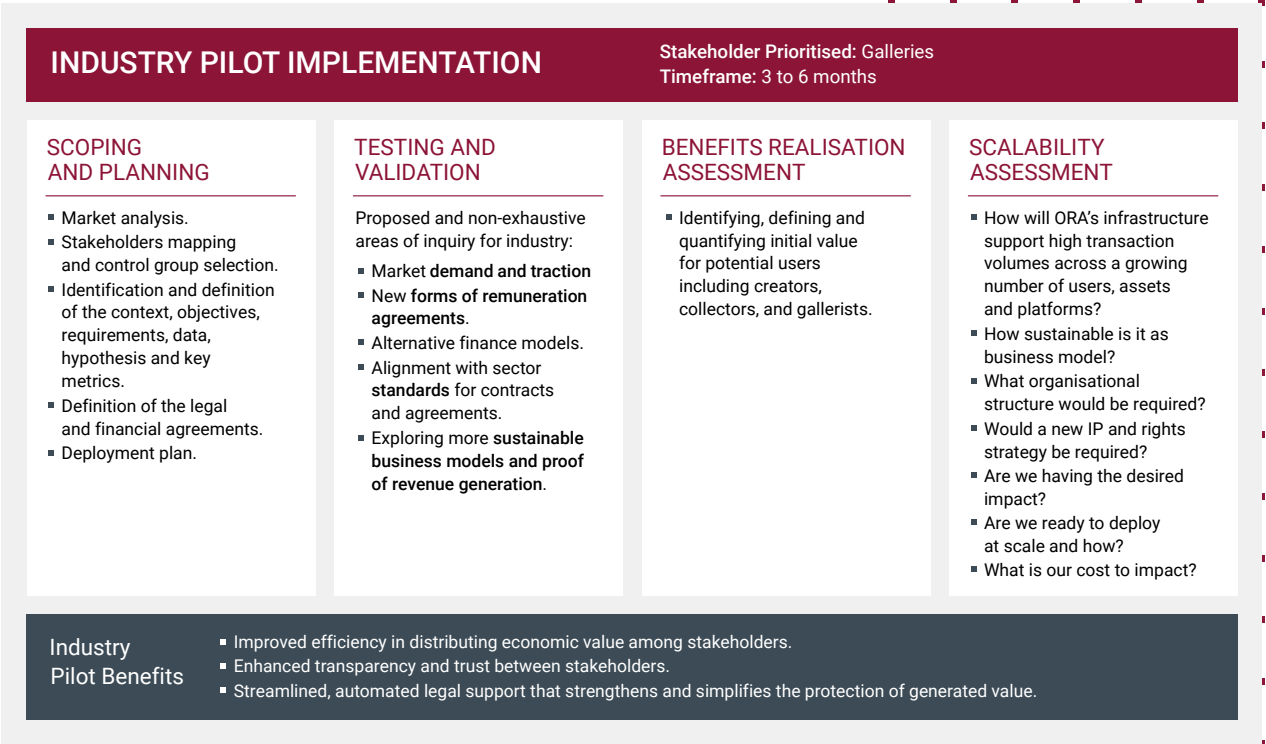 INDUSTRY PILOT IMPLEMENTATION
Stakeholder Prioritised: Galleries
Timeframe: 3 to 6 months
SCOPING
AND PLANNING
Market analysis.
Stakeholders mapping
and control group selection.
Identification and definition
of the context, objectives,
requirements, data,
hypothesis and key
metrics.
Definition of the legal
and financial agreements.
Deployment plan.
TESTING AND
VALIDATION
Proposed and non-exhaustive
areas of inquiry for industry:
Market demand and traction
New forms of remuneration
agreements.
Alternative finance models.
Alignment with sector
standards for contracts
and agreements.
Exploring more sustainable
business models and proof
of revenue generation.
BENEFITS REALISATION
ASSESSMENT
Identifying, defining and
quantifying initial value
for potential users
including creators,
collectors, and gallerists.
SCALABILITY
ASSESSMENT
How will ORA’s infrastructure
support high transaction
volumes across a growing
number of users, assets
and platforms?
How sustainable is it as
business model?
What organisational
structure would be required?
Would a new IP and rights
strategy be required?
Are we having the desired
impact?
Are we ready to deploy
at scale and how?
What is our cost to impact?
Industry
Pilot Benefits
Improved efficiency in distributing economic value among stakeholders.
Enhanced transparency and trust between stakeholders.
Streamlined, automated legal support that strengthens and simplifies the protection of generated value.